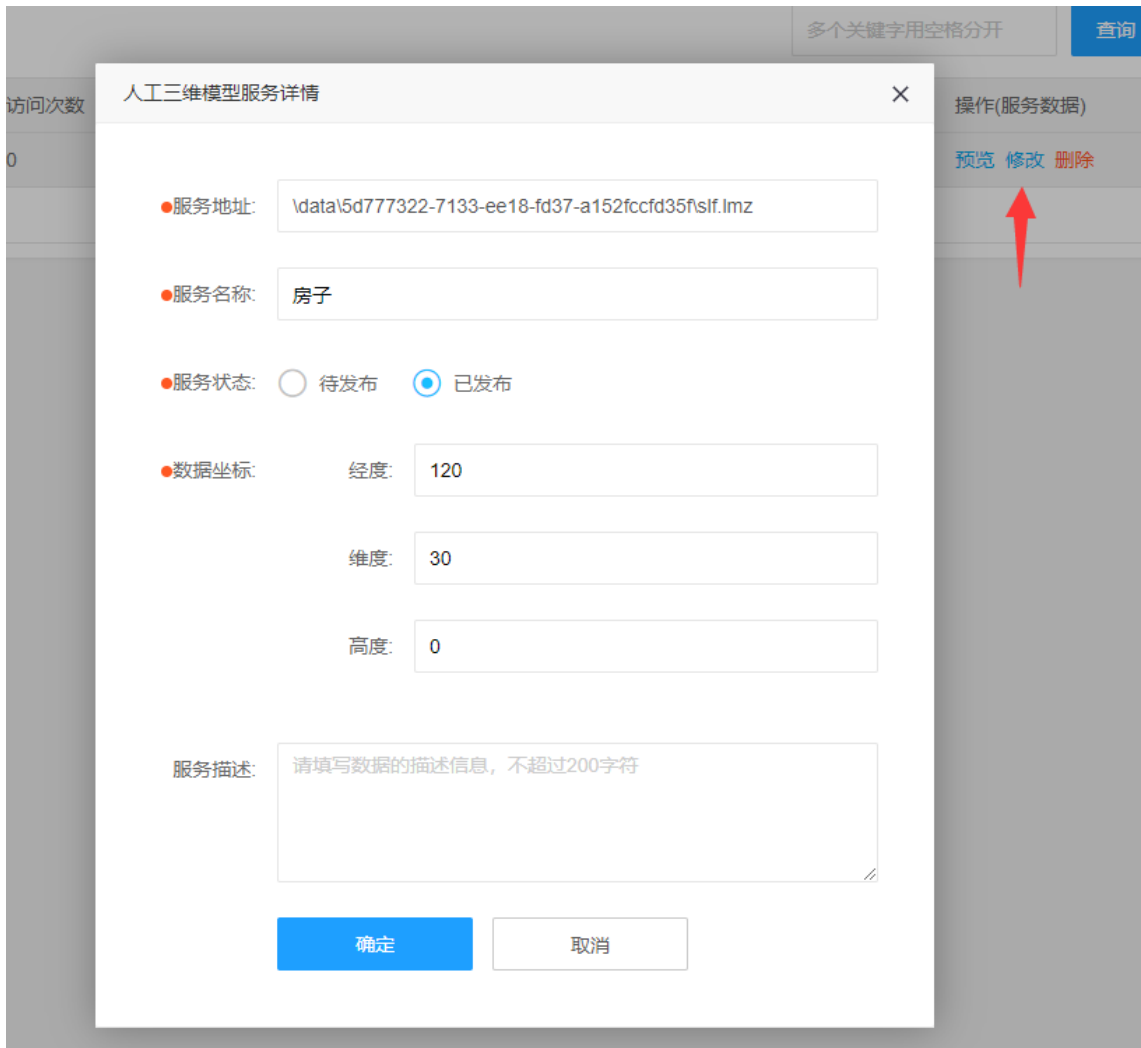 多个关键字用空格分开 查询
访问次数 操作(服务数据)
0 预览 修改 删除
人工三维模型服务详情
服务地址: \data\5d777322-7133-ee18-fd37-a152fccfd35f\slf.lmz
服务名称: 房子
服务状态: 待发布 已发布
数据坐标: 经度: 120
维度: 30
高度: 0
服务描述: 请填写数据的描述信息，不超过200字符
确定 取消